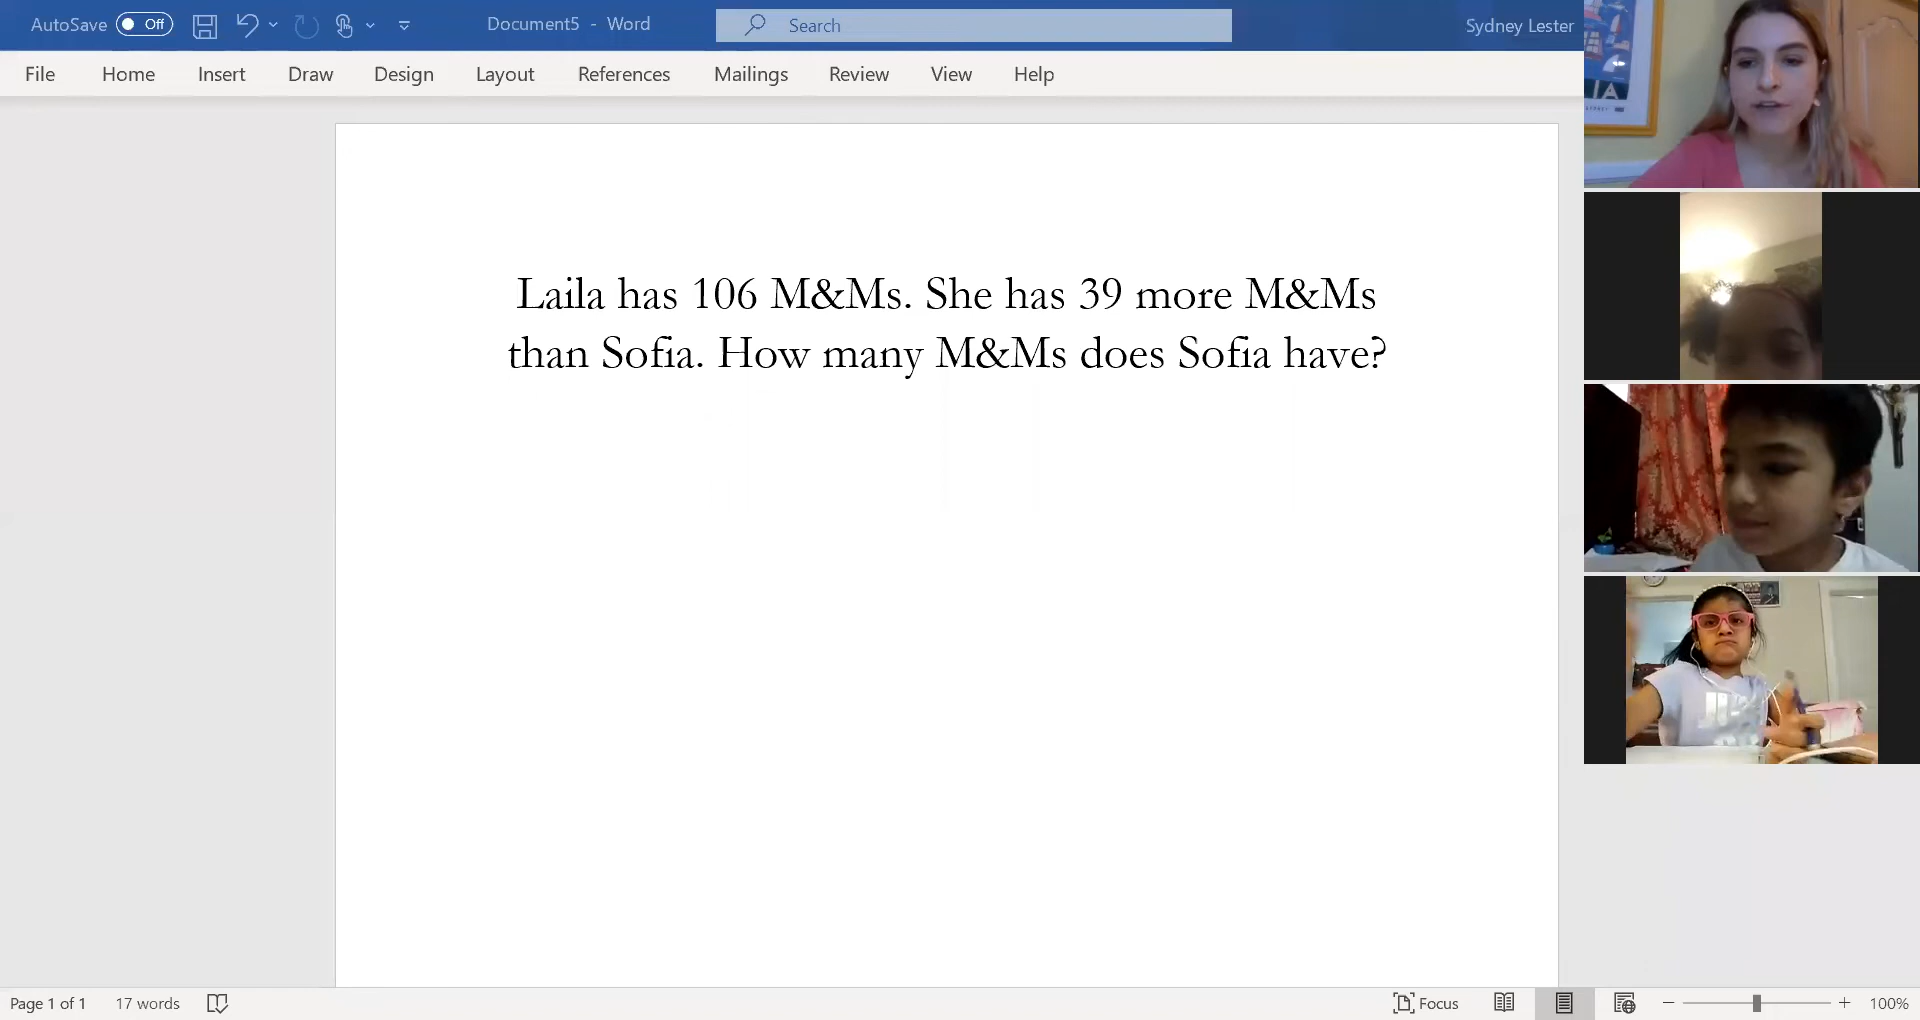 AutoSave Off Document5 - Word Search Sydney Lester
File Home Insert Draw Design Layout References Mailings Review View Help
Laila has 106 M&Ms. She has 39 more M&Ms
than Sofia. How many M&Ms does Sofia have?
Page 1 of 1 17 words Focus 100%